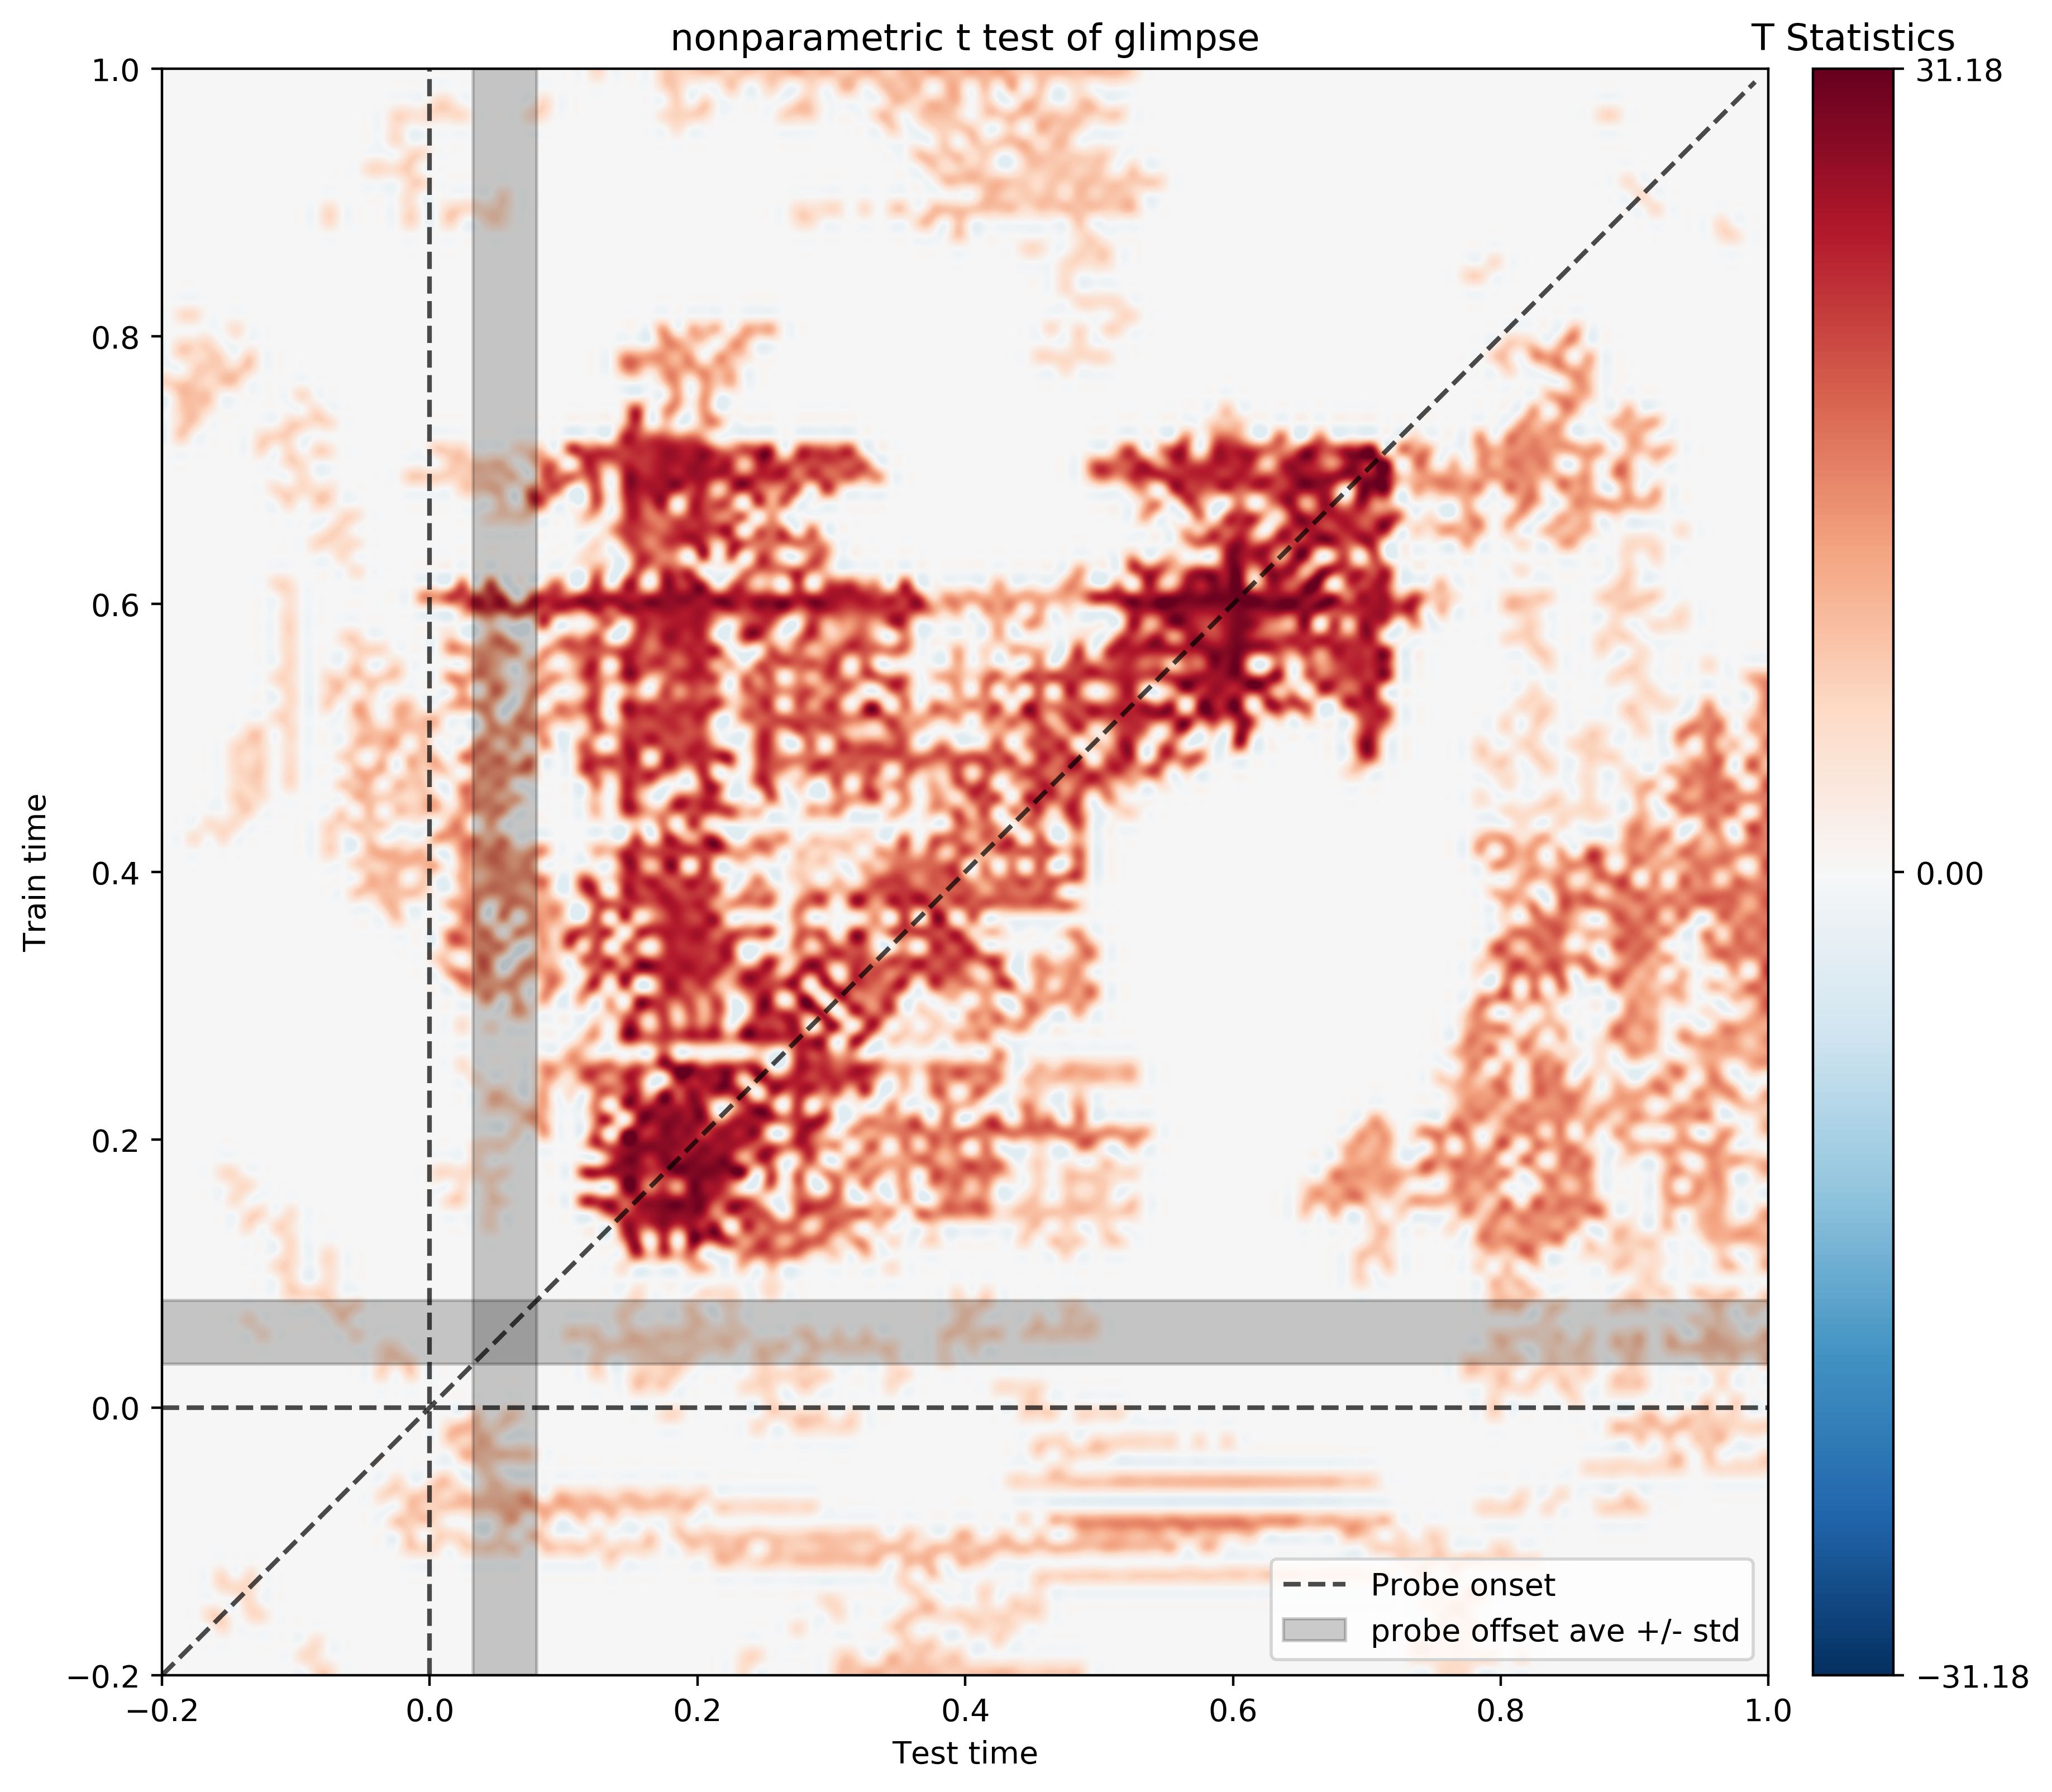 nonparametric t test of glimpse
T Statistics
31.18
0.00
−31.18
Train time
1.0
0.8
0.6
0.4
0.2
0.0
−0.2
Probe onset
probe offset ave +/- std
−0.2 0.0 0.2 0.4 0.6 0.8 1.0
Test time